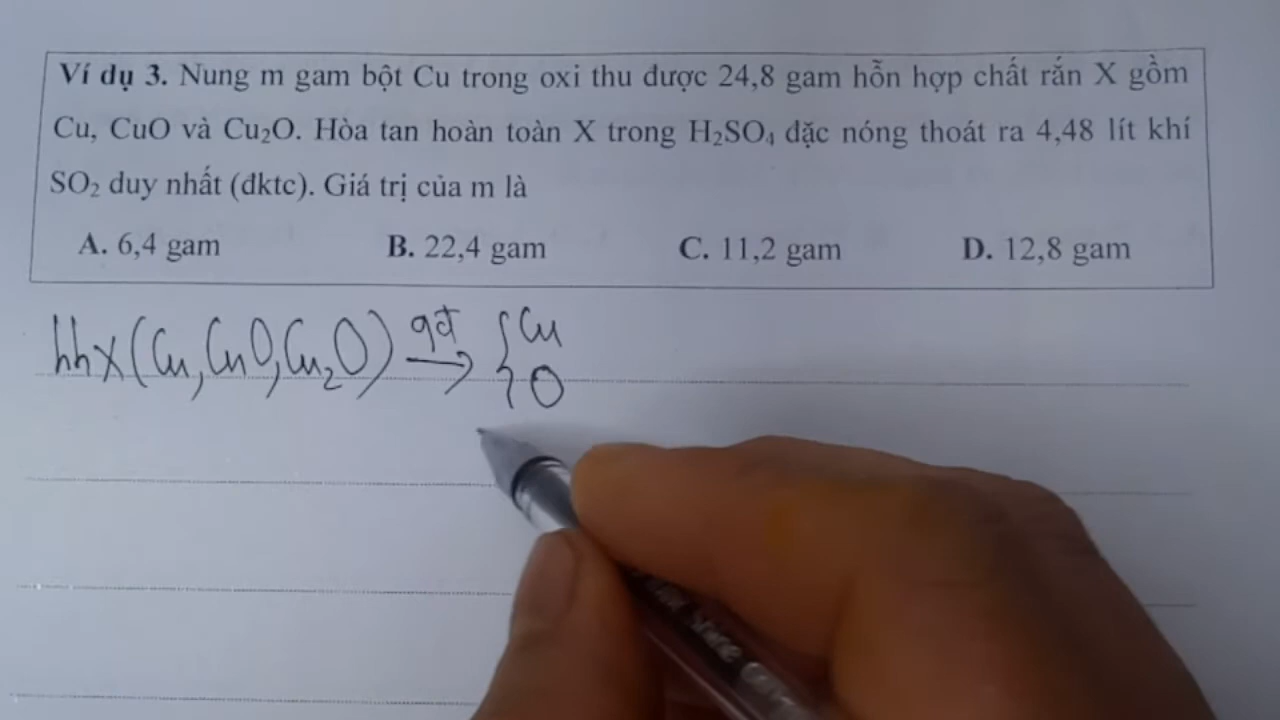 Ví dụ 3. Nung m gam bột Cu trong oxi thu được 24,8 gam hỗn hợp chất rắn X gồm
Cu, CuO và Cu₂O. Hòa tan hoàn toàn X trong H₂SO₄ đặc nóng thoát ra 4,48 lít khí
SO₂ duy nhất (đktc). Giá trị của m là
A. 6,4 gam B. 22,4 gam C. 11,2 gam D. 12,8 gam
hhX(Cu, CuO, Cu₂O) qđ → { Cu
O